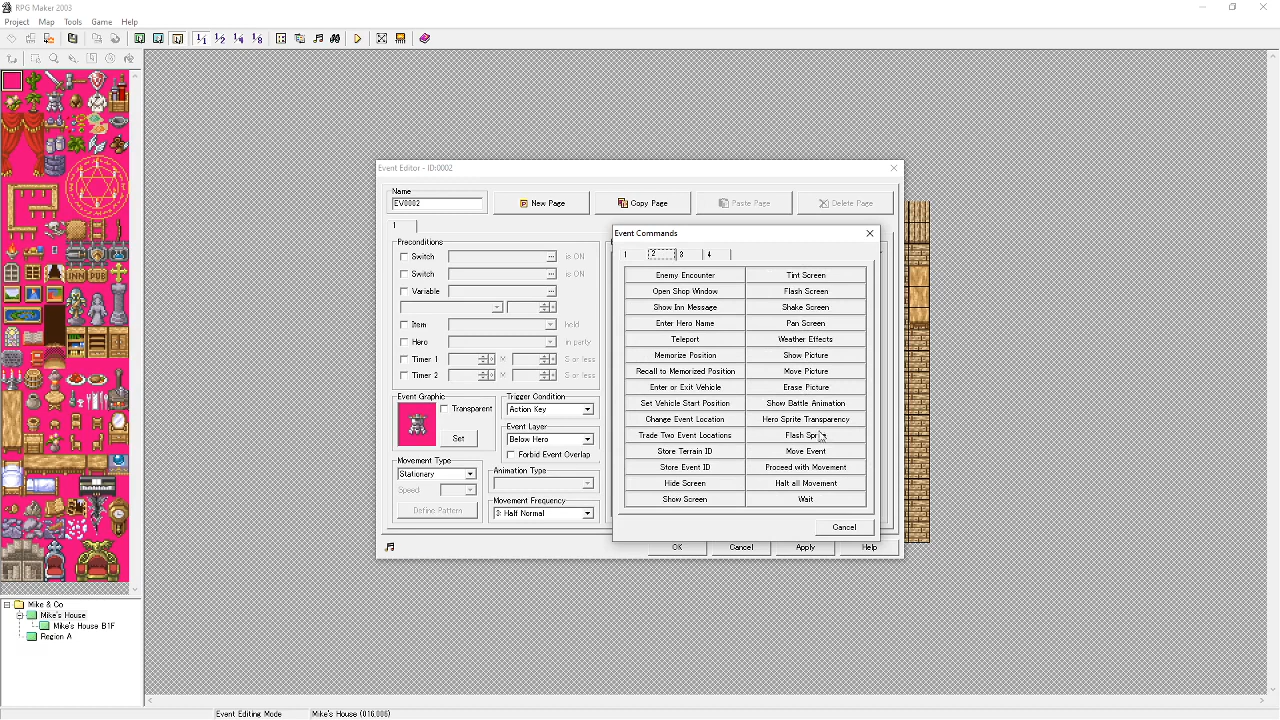 RPG Maker 2003
Project Map Tools Game Help
Event Editor - ID:0002
Name
EV0002
New Page
Copy Page
Paste Page
Delete Page
1
Preconditions
Switch ... is ON
Switch ... is ON
Variable ...
Item held
Hero in party
Timer 1 M S or less
Timer 2 M S or less
Event Graphic
Transparent
Set
Trigger Condition
Action Key
Event Layer
Below Hero
Forbid Event Overlap
Movement Type
Stationary
Speed
Define Pattern
Animation Type
Movement Frequency
3: Half Normal
OK Cancel Apply Help
Event Commands
1 2 3 4
Enemy Encounter Tint Screen
Open Shop Window Flash Screen
Show Inn Message Shake Screen
Enter Hero Name Pan Screen
Teleport Weather Effects
Memorize Position Show Picture
Recall to Memorized Position Move Picture
Enter or Exit Vehicle Erase Picture
Set Vehicle Start Position Show Battle Animation
Change Event Location Hero Sprite Transparency
Trade Two Event Locations Flash Sprite
Store Terrain ID Move Event
Store Event ID Proceed with Movement
Hide Screen Halt all Movement
Show Screen Wait
Cancel
INN PUB
Mike & Co
Mike's House
Mike's House B1F
Region A
Event Editing Mode Mike's House (016,006)